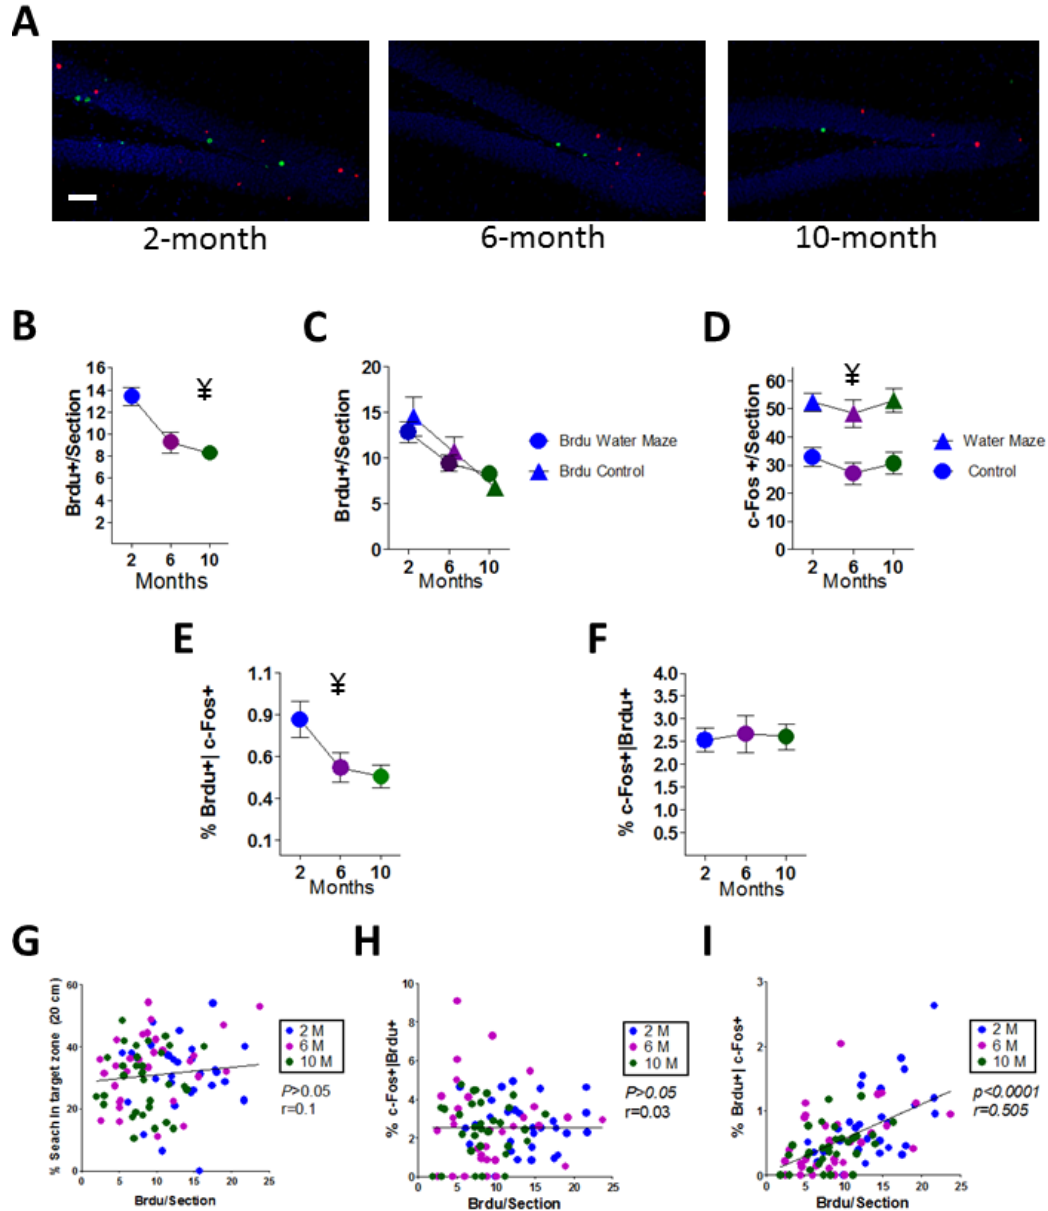 A
2-month
6-month
10-month
B
C
D
16
14
12
10
8
6
4
2
Brdu+/Section
¥
2 6 10
Months
20
15
10
5
0
Brdu+/Section
2 6 10
Months
Brdu Water Maze
Brdu Control
60
50
40
30
20
10
0
c-Fos +/Section
¥
2 6 10
Months
Water Maze
Control
E
F
1.1
0.9
0.6
0.4
0.1
% Brdu+| c-Fos+
¥
2 6 10
Months
4.0
3.5
3.0
2.5
2.0
1.5
1.0
0.5
% c-Fos+|Brdu+
2 6 10
Months
G
H
I
60
40
20
0
% Seach in target zone (20 cm)
0 5 10 15 20 25
Brdu/Section
2 M
6 M
10 M
P>0.05
r=0.1
10
8
6
4
2
0
% c-Fos+|Brdu+
0 5 10 15 20 25
Brdu/Section
2 M
6 M
10 M
P>0.05
r=0.03
3
2
1
0
% Brdu+| c-Fos+
0 5 10 15 20 25
Brdu/Section
2 M
6 M
10 M
p<0.0001
r=0.505